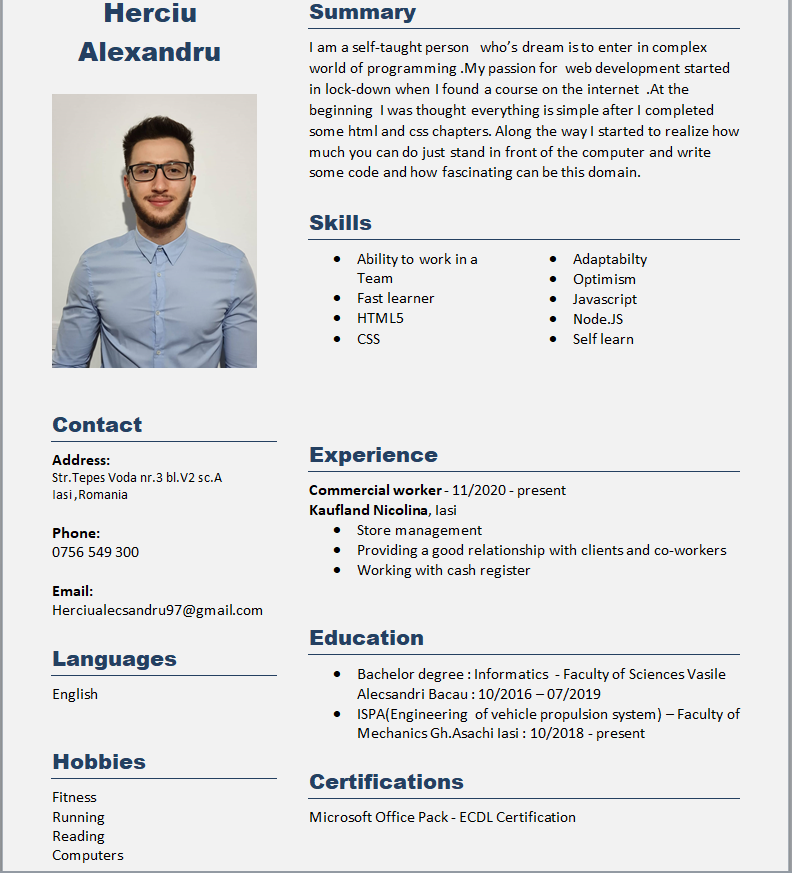 Herciu
Alexandru
Contact
Address:
Str.Tepes Voda nr.3 bl.V2 sc.A
Iasi ,Romania
Phone:
0756 549 300
Email:
Herciualecsandru97@gmail.com
Languages
English
Hobbies
Fitness
Running
Reading
Computers
Summary
I am a self-taught person who's dream is to enter in complex
world of programming .My passion for web development started
in lock-down when I found a course on the internet .At the
beginning I was thought everything is simple after I completed
some html and css chapters. Along the way I started to realize how
much you can do just stand in front of the computer and write
some code and how fascinating can be this domain.
Skills
• Ability to work in a
Team
• Fast learner
• HTML5
• CSS
• Adaptabilty
• Optimism
• Javascript
• Node.JS
• Self learn
Experience
Commercial worker - 11/2020 - present
Kaufland Nicolina, Iasi
• Store management
• Providing a good relationship with clients and co-workers
• Working with cash register
Education
• Bachelor degree : Informatics - Faculty of Sciences Vasile
Alecsandri Bacau : 10/2016 – 07/2019
• ISPA(Engineering of vehicle propulsion system) – Faculty of
Mechanics Gh.Asachi Iasi : 10/2018 - present
Certifications
Microsoft Office Pack - ECDL Certification